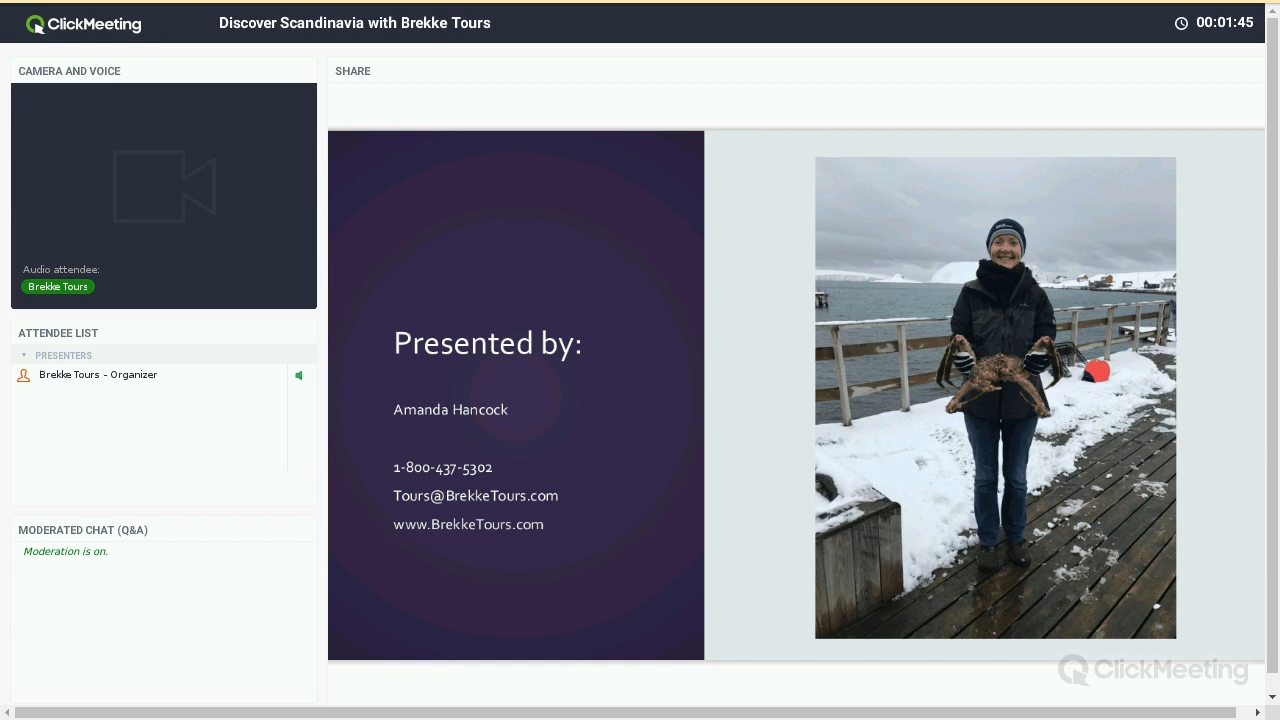 ClickMeeting
Discover Scandinavia with Brekke Tours
00:01:45
CAMERA AND VOICE
Audio attendee:
Brekke Tours
ATTENDEE LIST
PRESENTERS
Brekke Tours - Organizer
MODERATED CHAT (Q&A)
Moderation is on.
SHARE
Presented by:
Amanda Hancock
1-800-437-5302
Tours@BrekkeTours.com
www.BrekkeTours.com
ClickMeeting